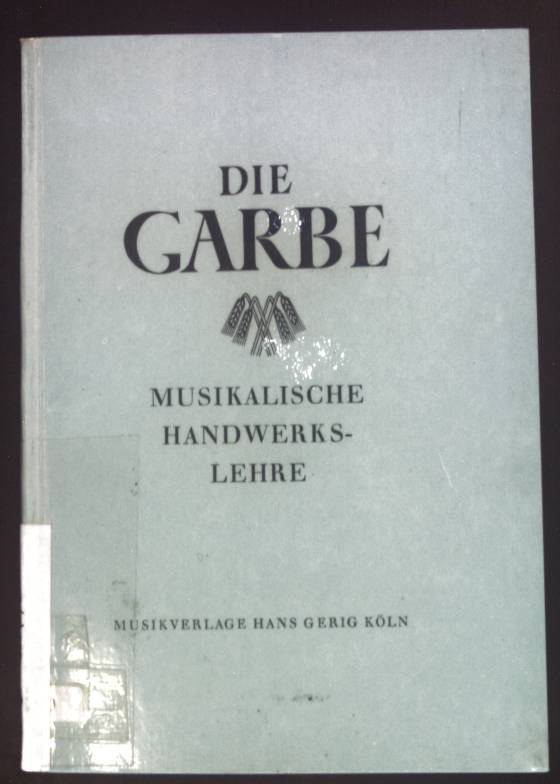 DIE
GARBE
MUSIKALISCHE
HANDWERKS-
LEHRE
MUSIKVERLAGE HANS GERIG KÖLN